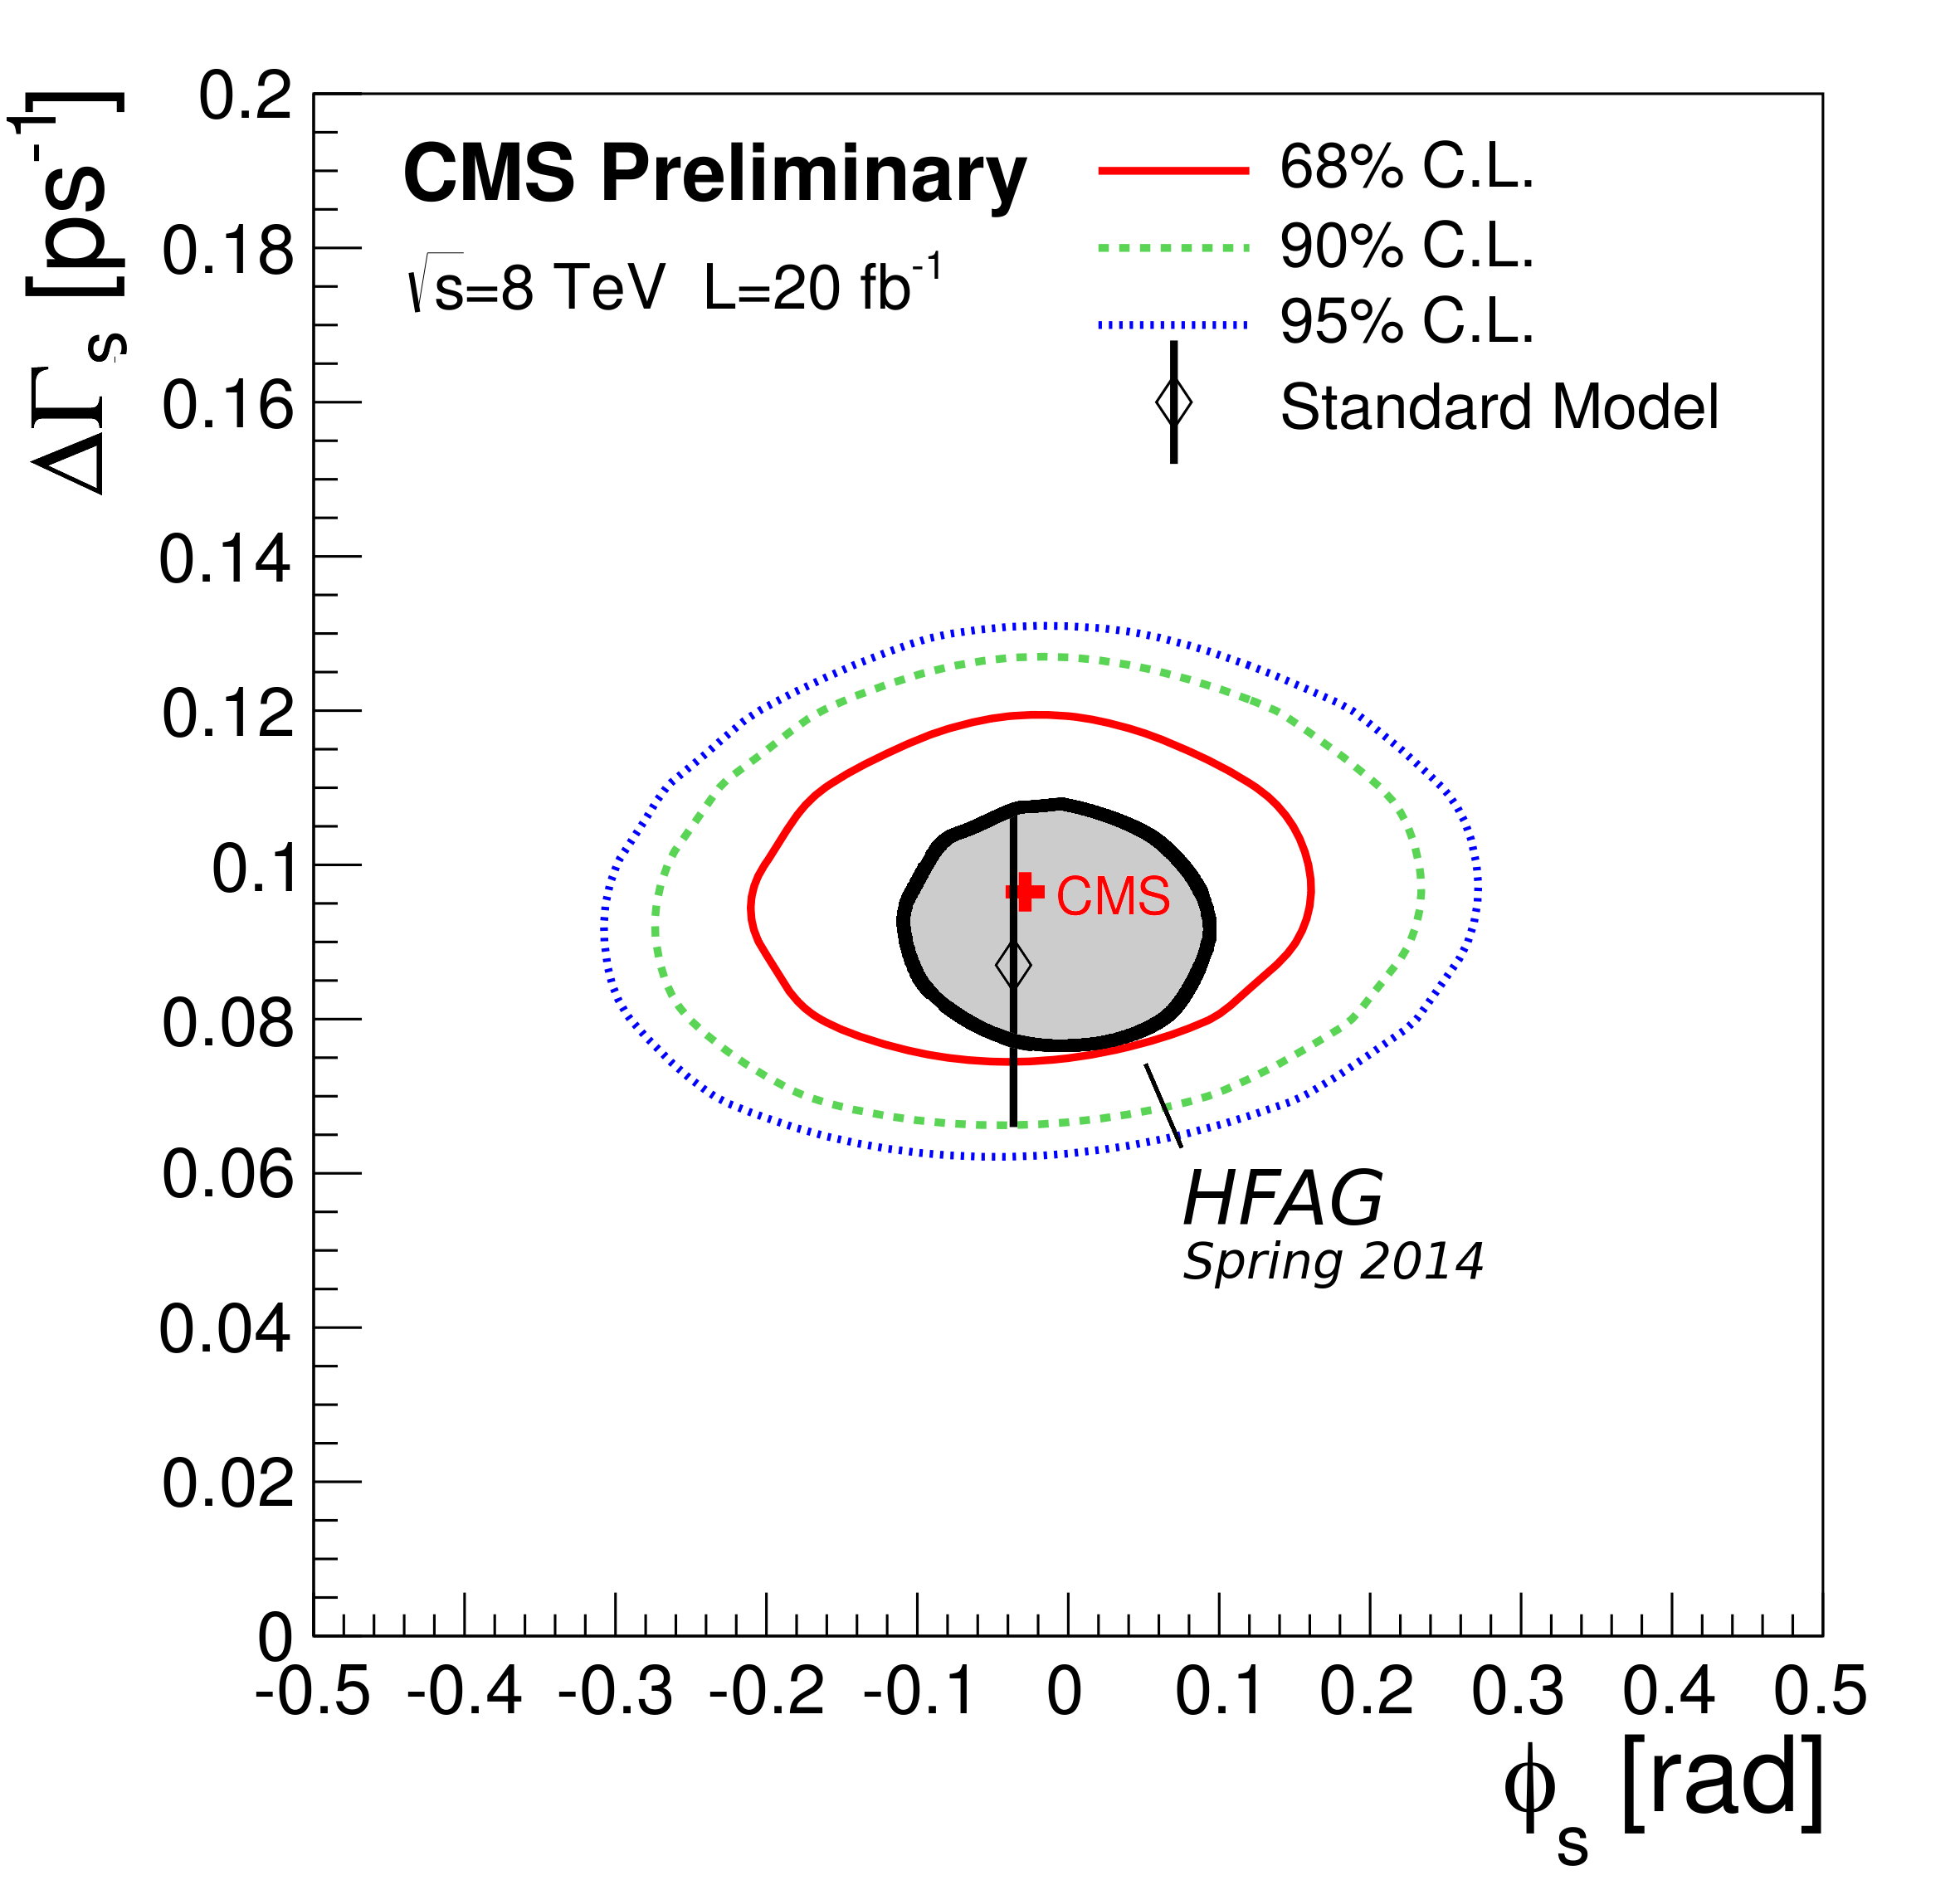 CMS Preliminary
√s=8 TeV L=20 fb-1
68% C.L.
90% C.L.
95% C.L.
Standard Model
ΔΓs [ps-1]
0.2
0.18
0.16
0.14
0.12
0.1
0.08
0.06
0.04
0.02
0
CMS
HFAG
Spring 2014
-0.5 -0.4 -0.3 -0.2 -0.1 0 0.1 0.2 0.3 0.4 0.5
ϕs [rad]